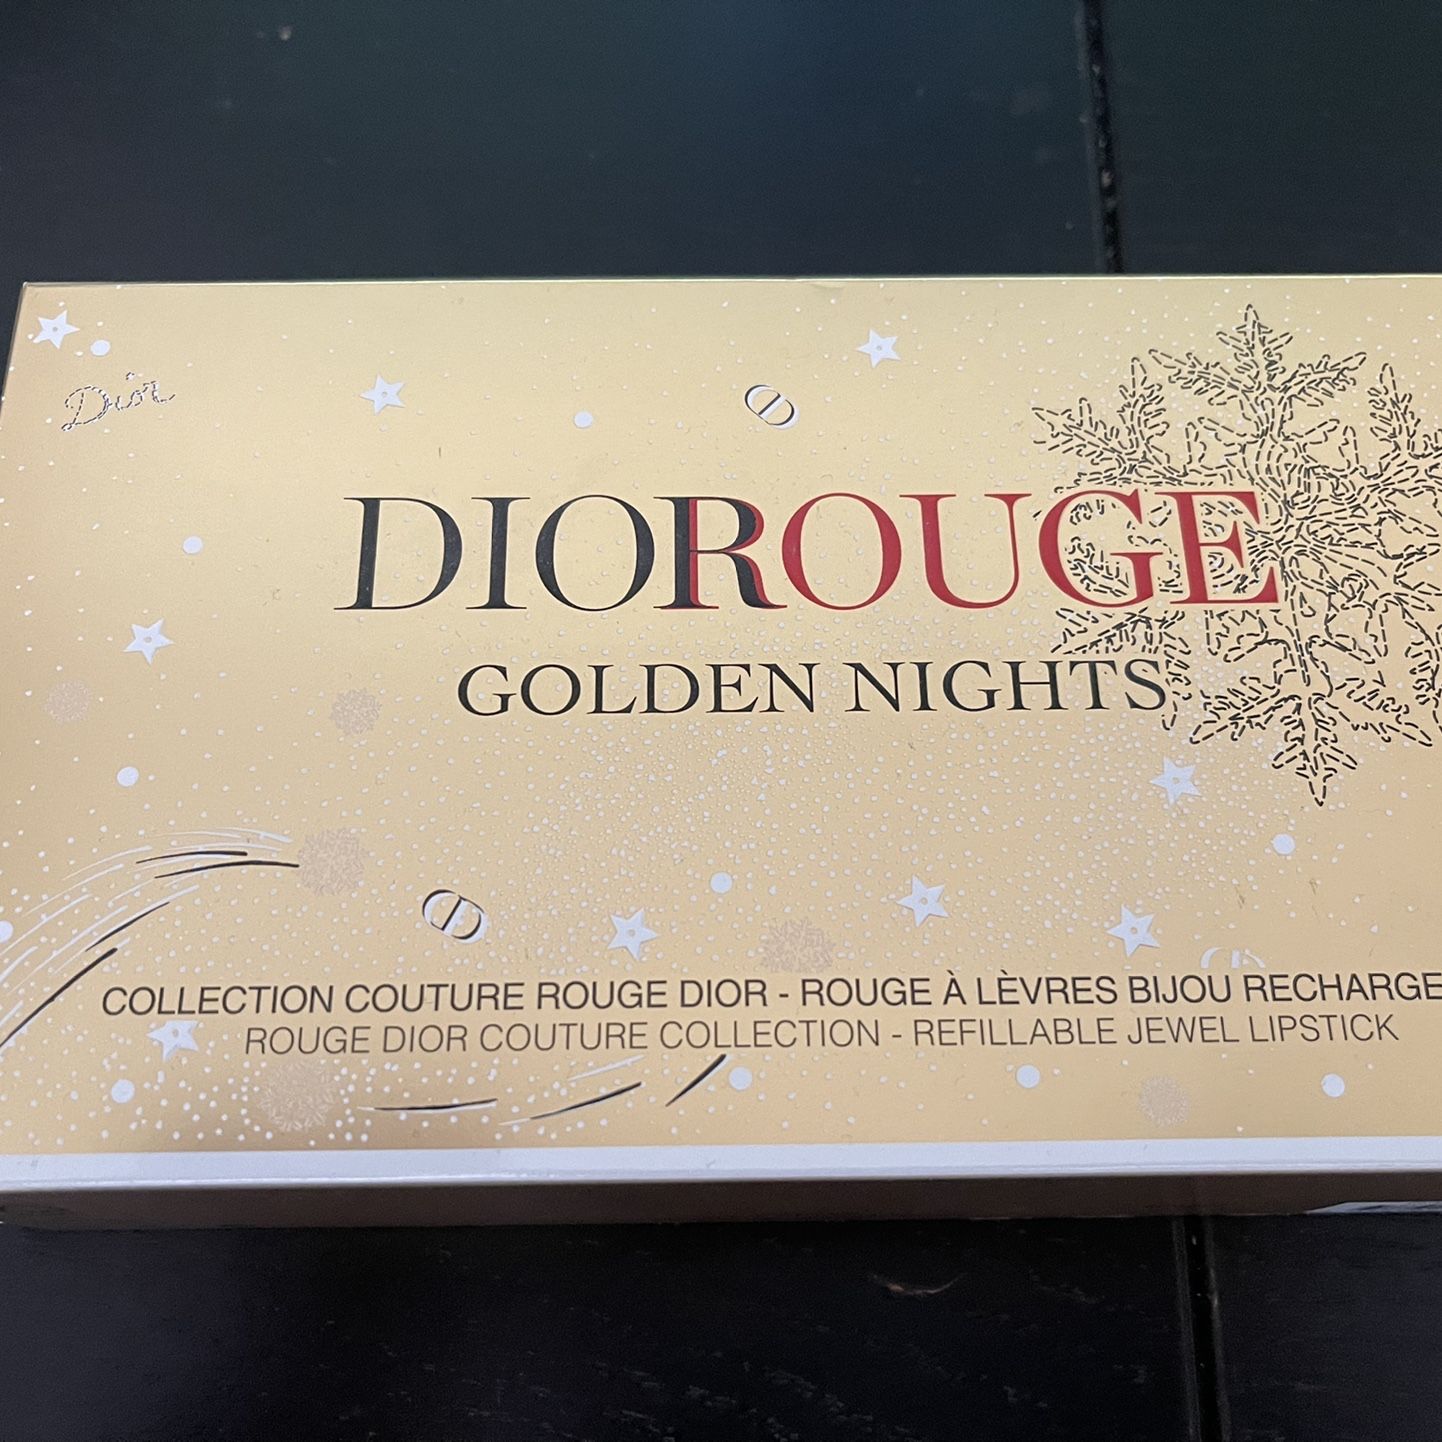 Dior
DIOROUGE
GOLDEN NIGHTS
COLLECTION COUTURE ROUGE DIOR - ROUGE À LÈVRES BIJOU RECHARGE
ROUGE DIOR COUTURE COLLECTION - REFILLABLE JEWEL LIPSTICK